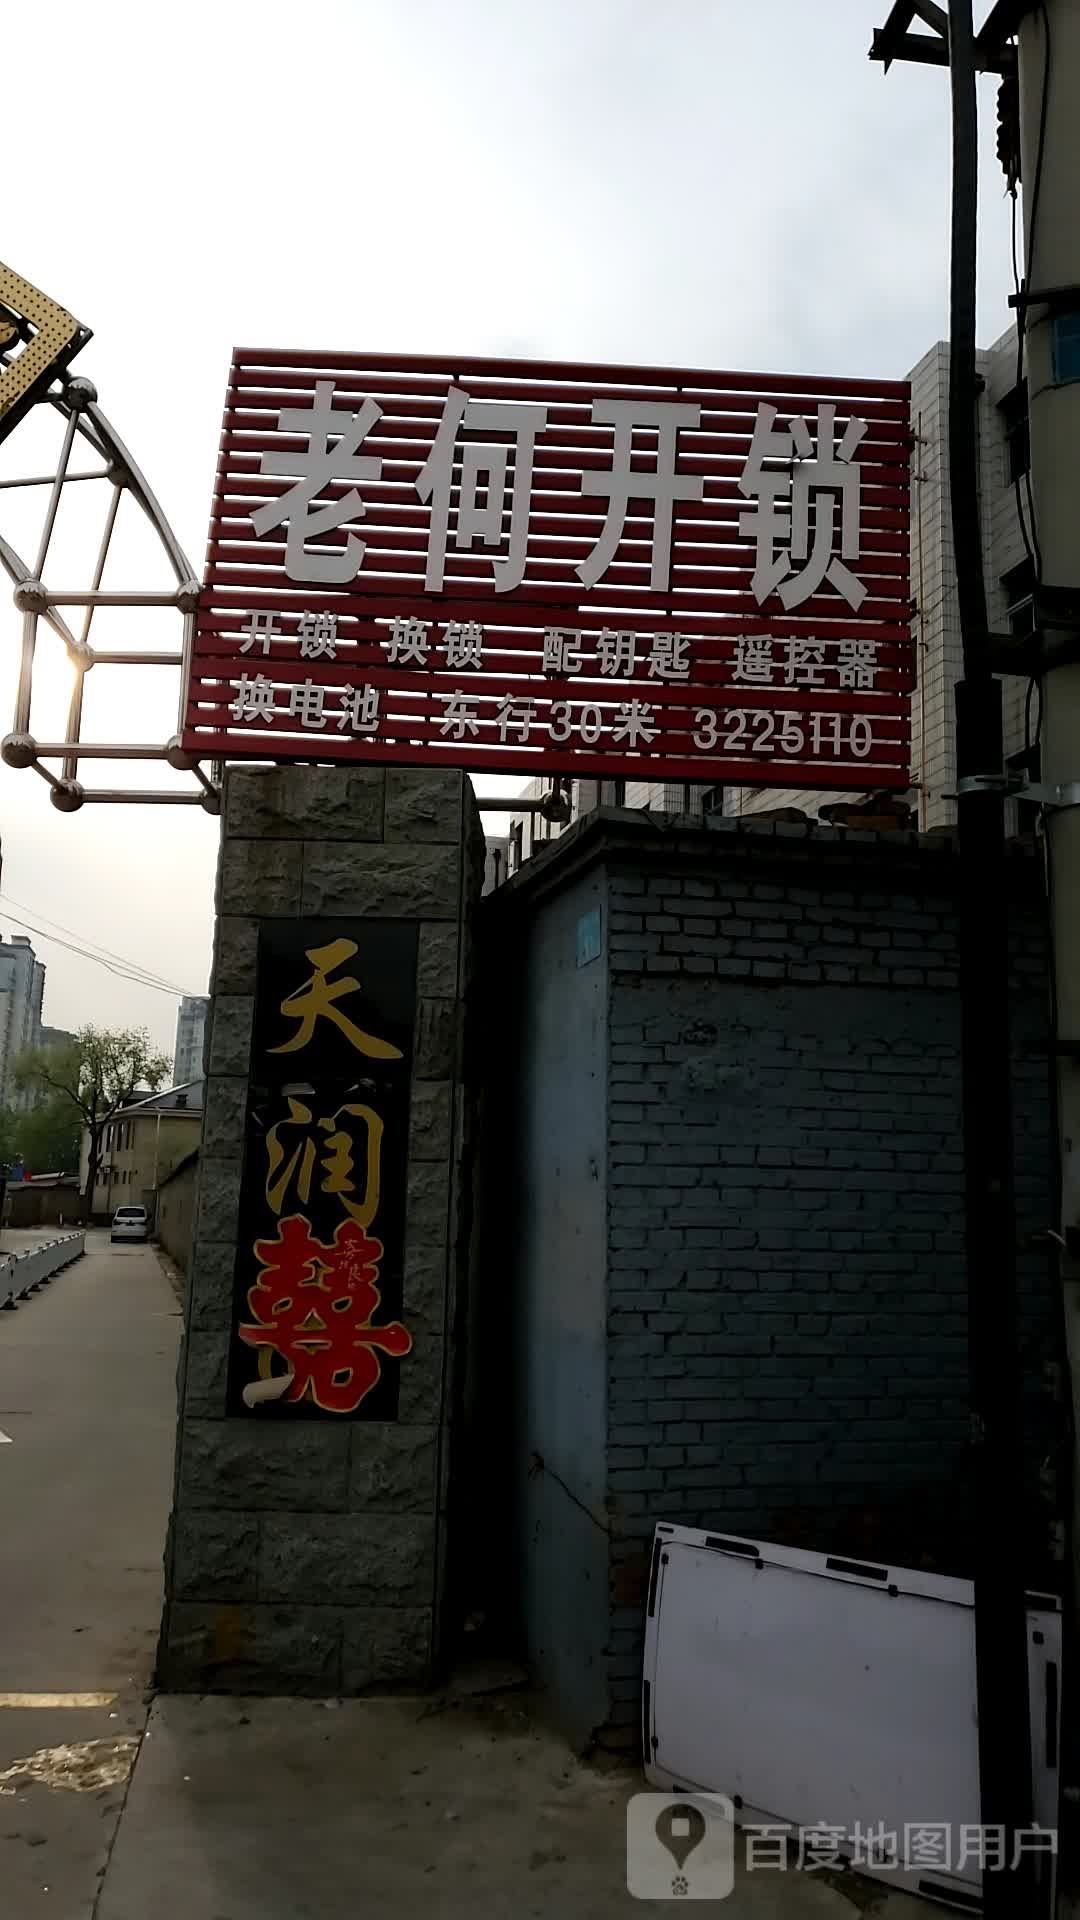 老何开锁
开锁 换锁 配钥匙 遥控器
换电池 东行30米 3225110
天润
囍
百度地图用户